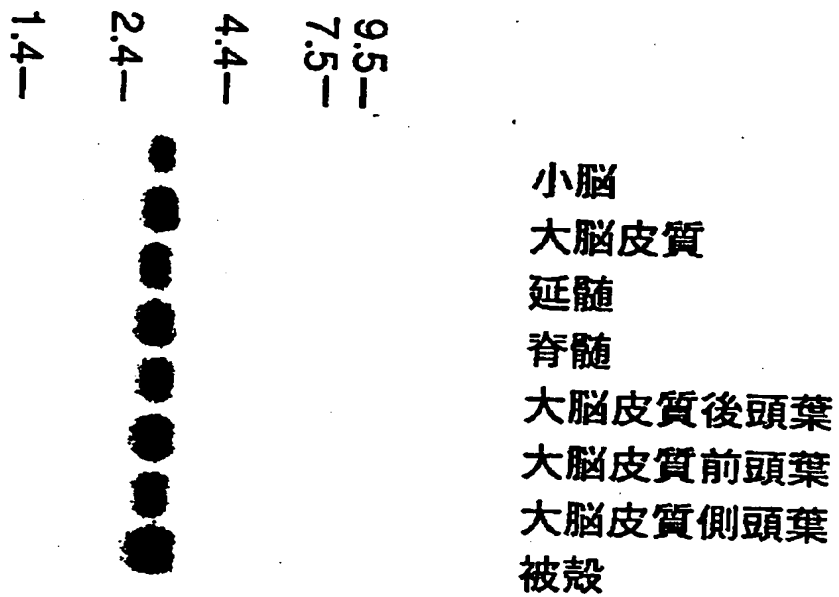 1.4—
2.4—
4.4—
7.5—
9.5—
小脳
大脳皮質
延髄
脊髄
大脳皮質後頭葉
大脳皮質前頭葉
大脳皮質側頭葉
被殻